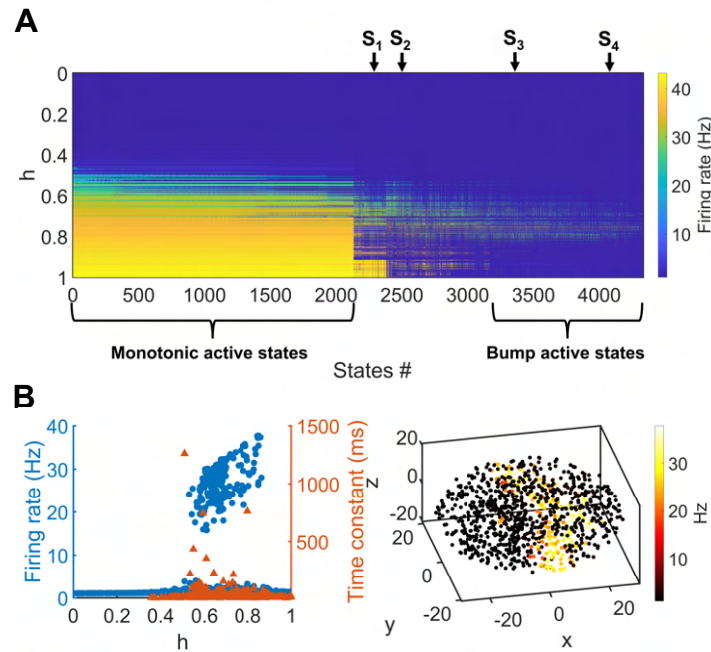 A
S1 S2 S3 S4
0
0.2
0.4
0.6
0.8
1
h
0 500 1000 1500 2000 2500 3000 3500 4000
40
30
20
10
Firing rate (Hz)
Monotonic active states
Bump active states
States #
B
40
30
20
10
0
Firing rate (Hz)
0 0.2 0.4 0.6 0.8 1
h
1500
1000
500
Time constant (ms)
20
0
-20
z
20
0
-20
y
-20 0 20
x
30
20
10
Hz